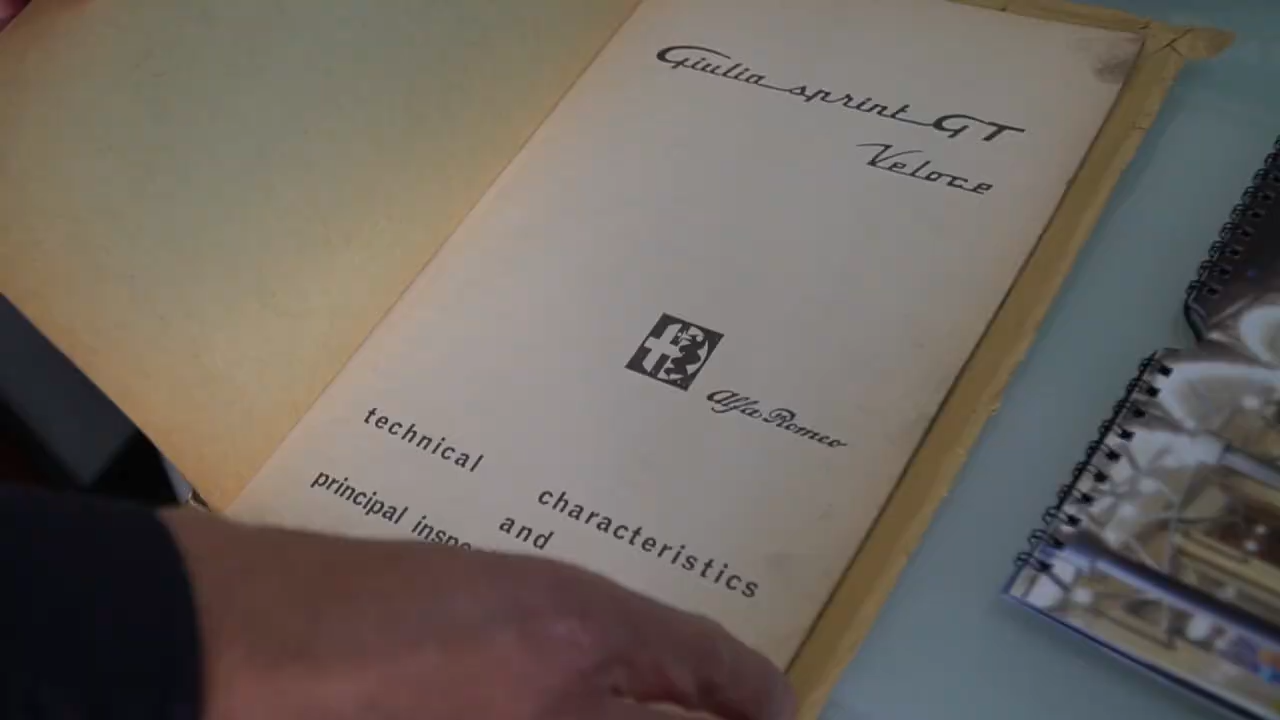 Giulia sprint GT
Veloce
Alfa Romeo
technical characteristics
and
principal